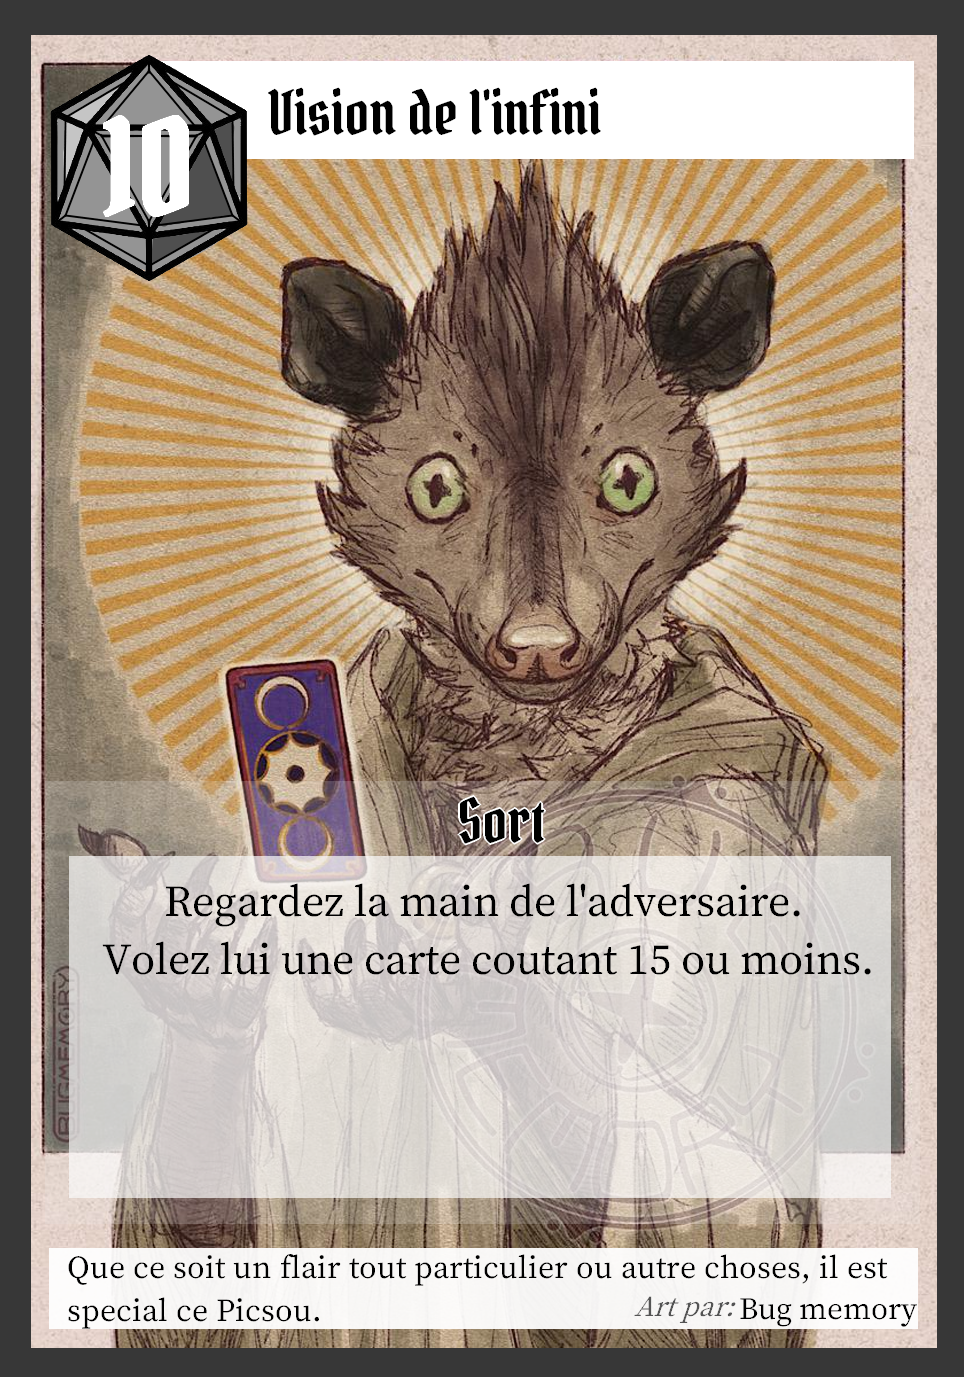 10
Vision de l'infini
Sort
Regardez la main de l'adversaire.
Volez lui une carte coutant 15 ou moins.
BUGMEMORY
Que ce soit un flair tout particulier ou autre choses, il est
special ce Picsou.
Art par: Bug memory